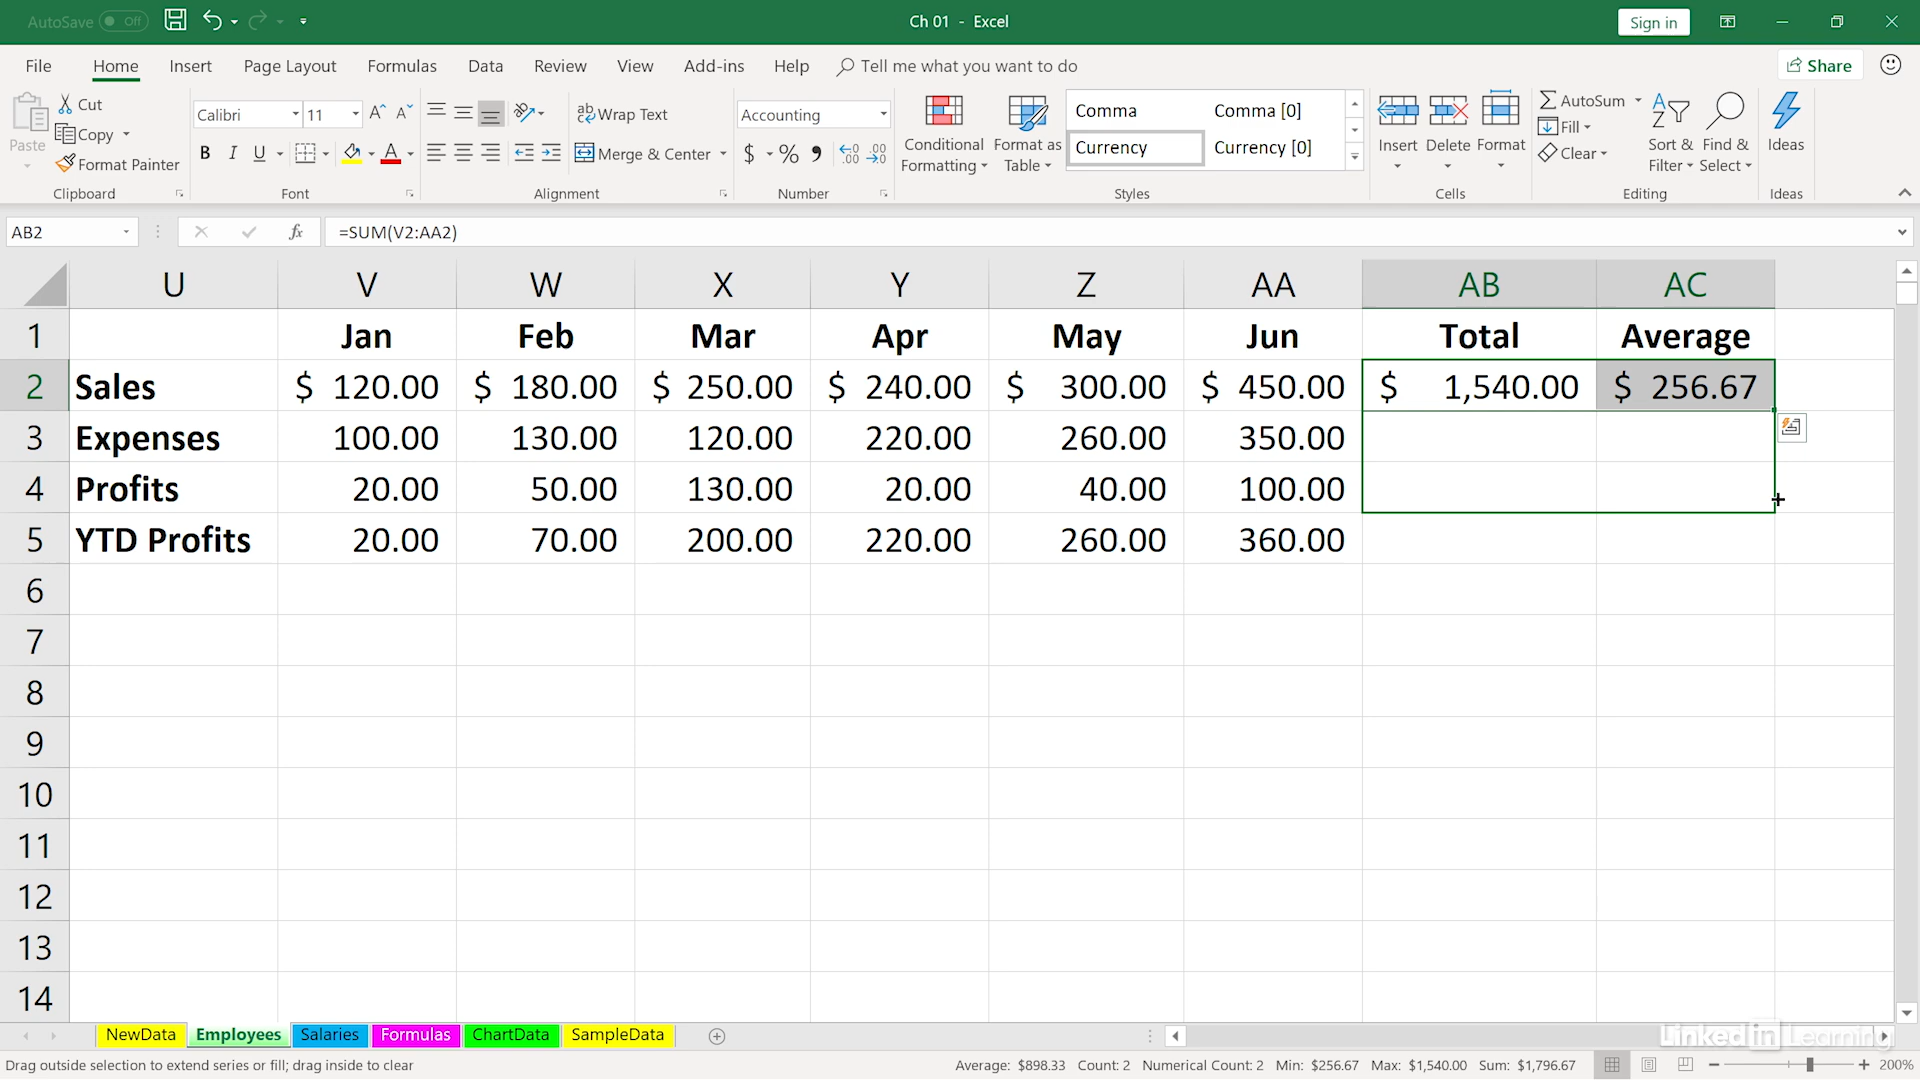 AutoSave Off
Ch 01 - Excel
Sign in
File Home Insert Page Layout Formulas Data Review View Add-ins Help Tell me what you want to do Share
Paste
Cut
Copy
Format Painter
Clipboard
Calibri 11
B I U
Font
ab Wrap Text
Merge & Center
Alignment
Accounting
$ % ,
Number
Conditional Formatting
Format as Table
Comma Comma [0]
Currency Currency [0]
Styles
Insert Delete Format
Cells
AutoSum
Fill
Clear
Sort & Filter
Find & Select
Editing
Ideas
Ideas
AB2 fx =SUM(V2:AA2)
U V W X Y Z AA AB AC
1 Jan Feb Mar Apr May Jun Total Average
2 Sales $ 120.00 $ 180.00 $ 250.00 $ 240.00 $ 300.00 $ 450.00 $ 1,540.00 $ 256.67
3 Expenses 100.00 130.00 120.00 220.00 260.00 350.00
4 Profits 20.00 50.00 130.00 20.00 40.00 100.00
5 YTD Profits 20.00 70.00 200.00 220.00 260.00 360.00
6
7
8
9
10
11
12
13
14
NewData Employees Salaries Formulas ChartData SampleData
LinkedIn Learning
Drag outside selection to extend series or fill; drag inside to clear Average: $898.33 Count: 2 Numerical Count: 2 Min: $256.67 Max: $1,540.00 Sum: $1,796.67 200%